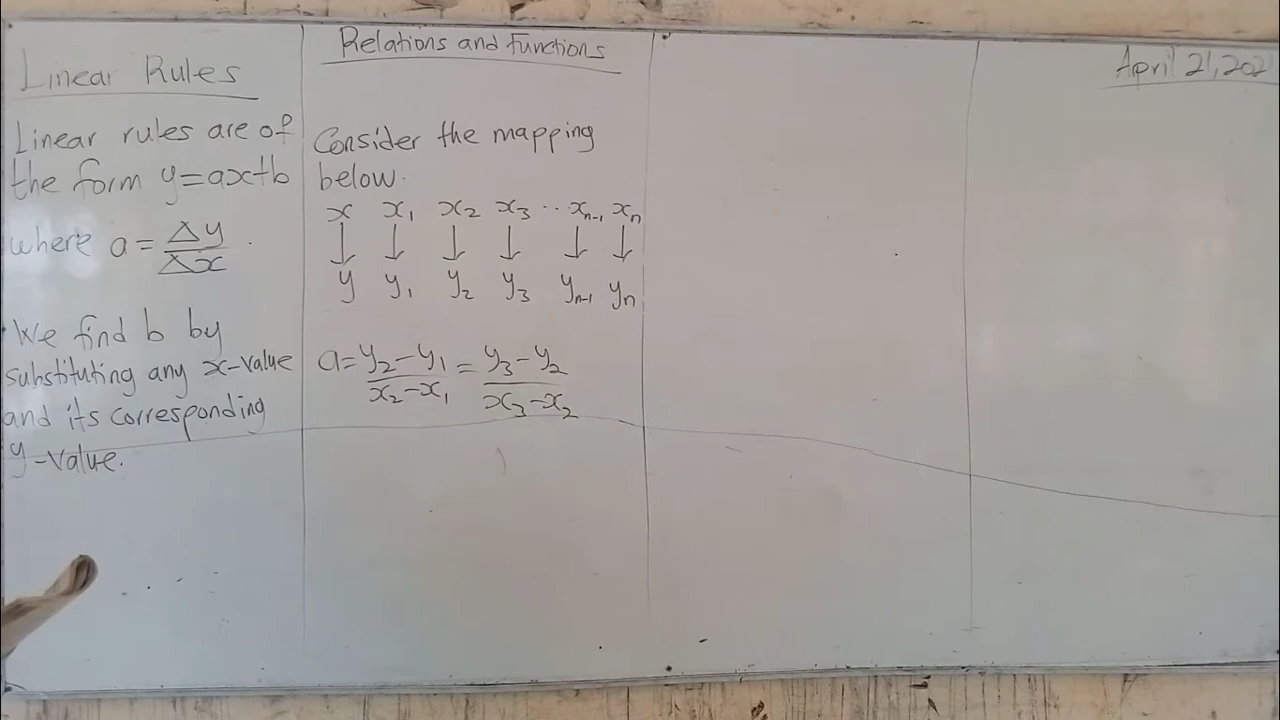 Linear Rules
Linear rules are of
the form y=ax+b
where a = Δy/Δx.
We find b by
substituting any x-value
and its corresponding
y-value.
Relations and Functions
Consider the mapping
below.
x x₁ x₂ x₃ ... xₙ₋₁ xₙ
↓ ↓ ↓ ↓ ↓ ↓
y y₁ y₂ y₃ yₙ₋₁ yₙ
a = y₂-y₁/x₂-x₁ = y₃-y₂/x₃-x₂
April 21, 202